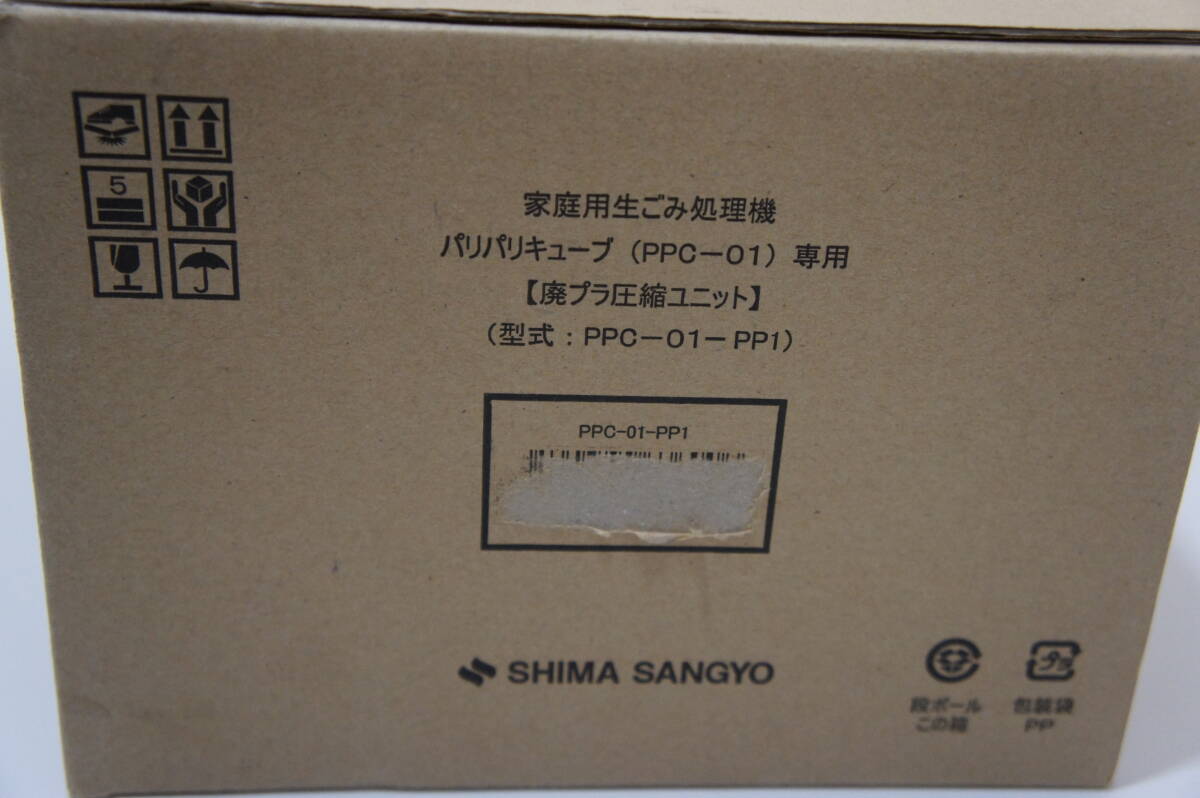 5
家庭用生ごみ処理機
パリパリキューブ（PPC－01）専用
【廃プラ圧縮ユニット】
（型式：PPC－01－PP1）
PPC-01-PP1
SHIMA SANGYO
プラ
段ボール 包装袋
この箱 PP